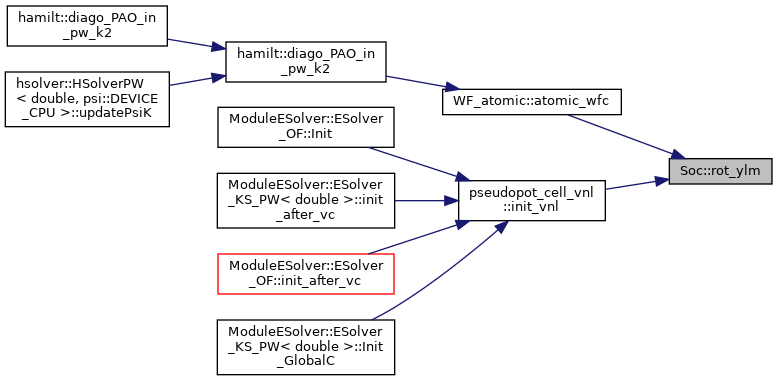 hamilt::diago_PAO_in
_pw_k2
hsolver::HSolverPW
< double, psi::DEVICE
_CPU >::updatePsiK
hamilt::diago_PAO_in
_pw_k2
WF_atomic::atomic_wfc
ModuleESolver::ESolver
_OF::Init
ModuleESolver::ESolver
_KS_PW< double >::init
_after_vc
ModuleESolver::ESolver
_OF::init_after_vc
ModuleESolver::ESolver
_KS_PW< double >::Init
_GlobalC
pseudopot_cell_vnl
::init_vnl
Soc::rot_ylm